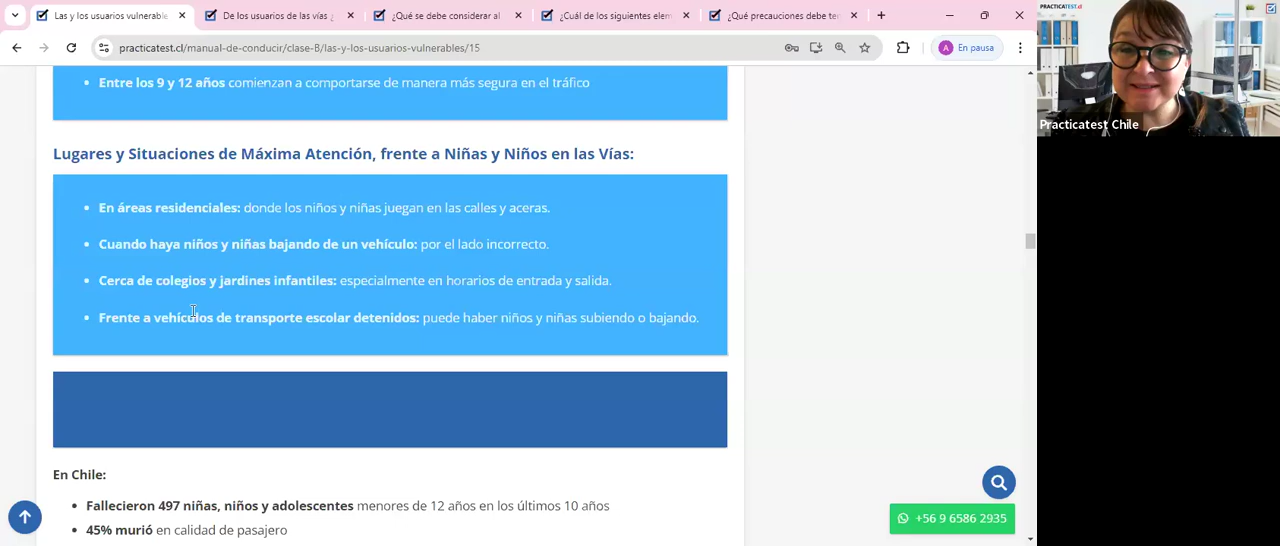 Las y los usuarios vulnerable
De los usuarios de las vías ¿
¿Qué se debe considerar al
¿Cuál de los siguientes elem
¿Qué precauciones debe te
practicatest.cl/manual-de-conducir/clase-B/las-y-los-usuarios-vulnerables/15
A En pausa
PRACTICATEST.cl
Practicatest Chile
Entre los 9 y 12 años comienzan a comportarse de manera más segura en el tráfico
Lugares y Situaciones de Máxima Atención, frente a Niñas y Niños en las Vías:
En áreas residenciales: donde los niños y niñas juegan en las calles y aceras.
Cuando haya niños y niñas bajando de un vehículo: por el lado incorrecto.
Cerca de colegios y jardines infantiles: especialmente en horarios de entrada y salida.
Frente a vehículos de transporte escolar detenidos: puede haber niños y niñas subiendo o bajando.
En Chile:
Fallecieron 497 niñas, niños y adolescentes menores de 12 años en los últimos 10 años
45% murió en calidad de pasajero
+56 9 6586 2935